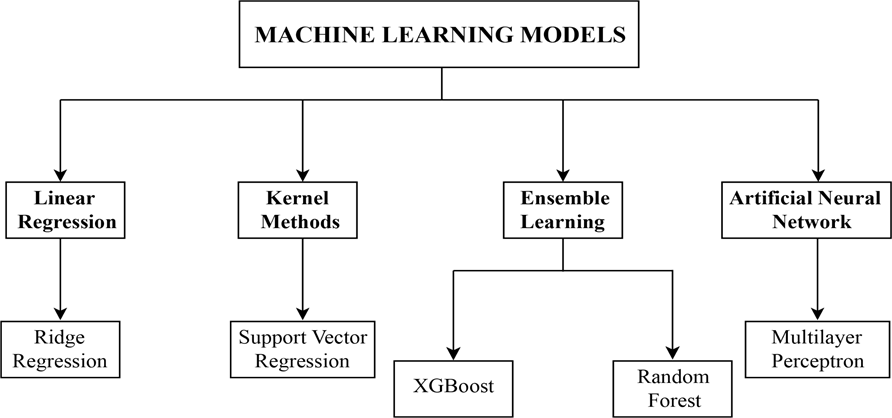 MACHINE LEARNING MODELS
Linear
Regression
Kernel
Methods
Ensemble
Learning
Artificial Neural
Network
Ridge
Regression
Support Vector
Regression
XGBoost
Random
Forest
Multilayer
Perceptron